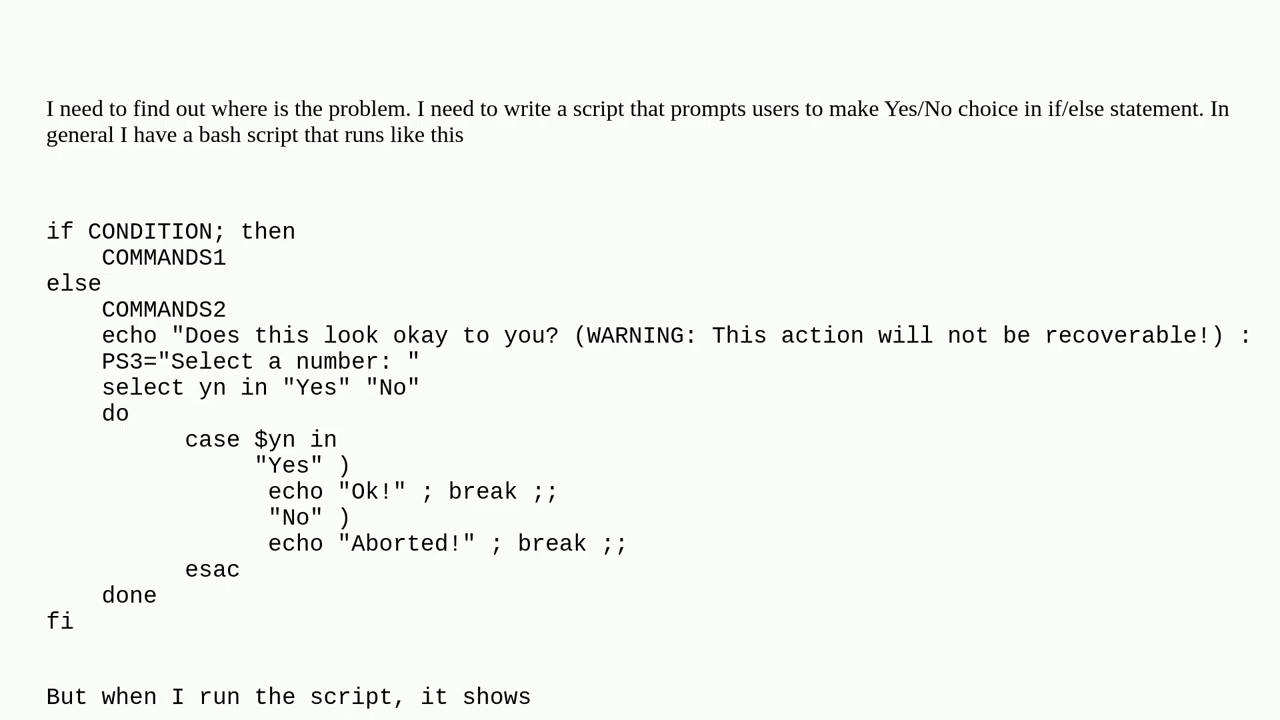 I need to find out where is the problem. I need to write a script that prompts users to make Yes/No choice in if/else statement. In
general I have a bash script that runs like this
if CONDITION; then
    COMMANDS1
else
    COMMANDS2
    echo "Does this look okay to you? (WARNING: This action will not be recoverable!) :
    PS3="Select a number: "
    select yn in "Yes" "No"
    do
          case $yn in
               "Yes" )
                echo "Ok!" ; break ;;
                "No" )
                echo "Aborted!" ; break ;;
          esac
    done
fi
But when I run the script, it shows